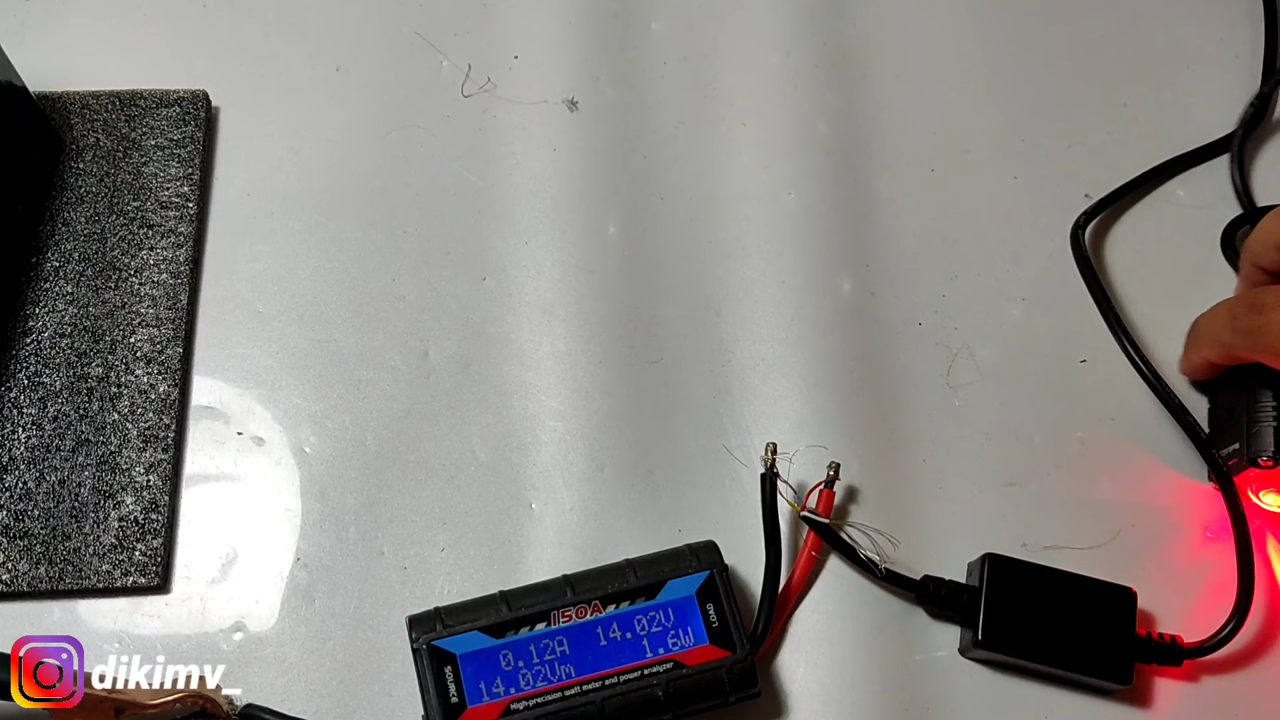 150A
0.12A 14.02V
14.02Vm 1.6W
SOURCE
LOAD
High-precision watt meter and power analyzer
dikimv_